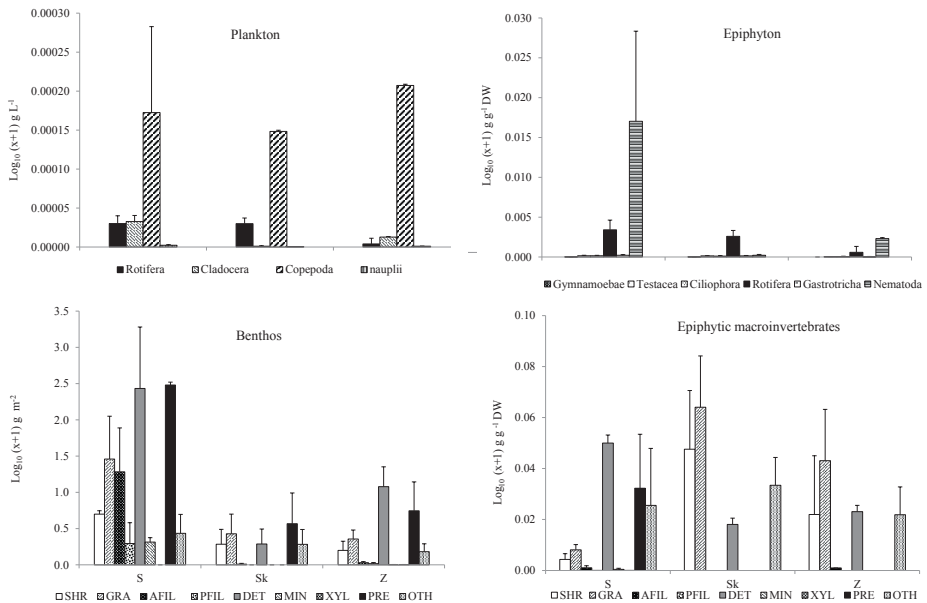 Plankton
Log10 (x+1) g L-1
0.00030
0.00025
0.00020
0.00015
0.00010
0.00005
0.00000
Rotifera Cladocera Copepoda nauplii
Epiphyton
Log10 (x+1) g g-1 DW
0.030
0.025
0.020
0.015
0.010
0.005
0.000
Gymnamoebae Testacea Ciliophora Rotifera Gastrotricha Nematoda
Benthos
Log10 (x+1) g m-2
3.5
3.0
2.5
2.0
1.5
1.0
0.5
0.0
S Sk Z
SHR GRA AFIL PFIL DET MIN XYL PRE OTH
Epiphytic macroinvertebrates
Log10 (x+1) g g-1 DW
0.10
0.08
0.06
0.04
0.02
0.00
S Sk Z
SHR GRA AFIL PFIL DET MIN XYL PRE OTH